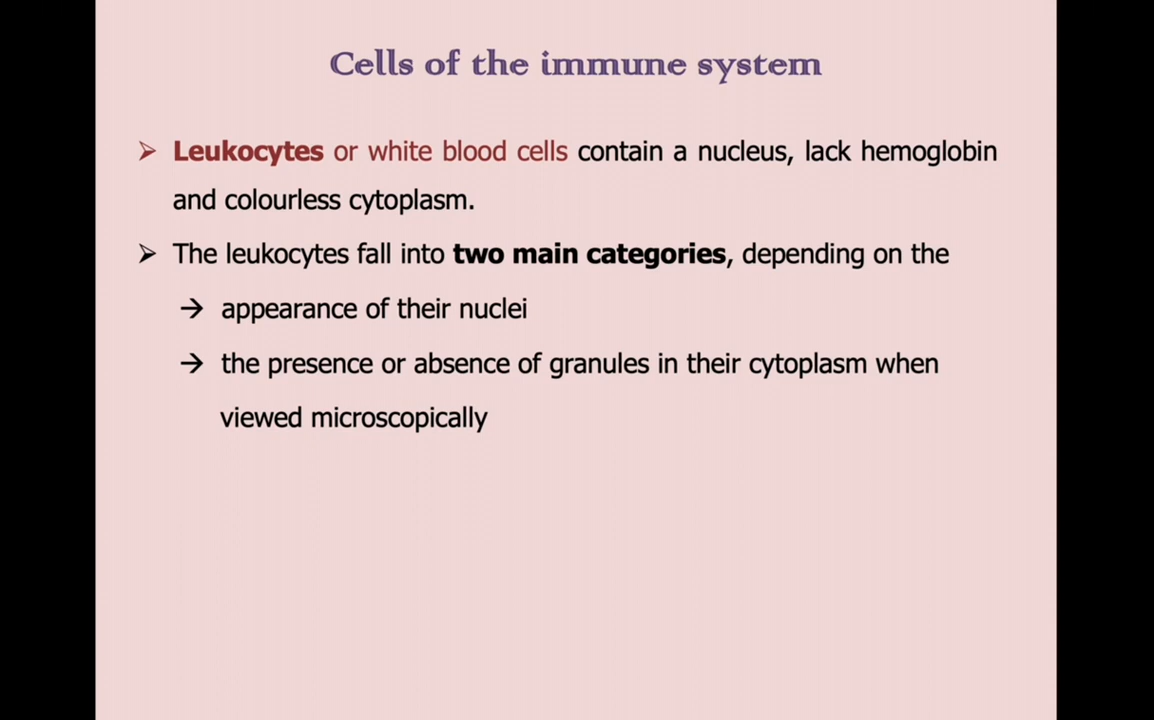 Cells of the immune system
➢ Leukocytes or white blood cells contain a nucleus, lack hemoglobin
and colourless cytoplasm.
➢ The leukocytes fall into two main categories, depending on the
→ appearance of their nuclei
→ the presence or absence of granules in their cytoplasm when
viewed microscopically